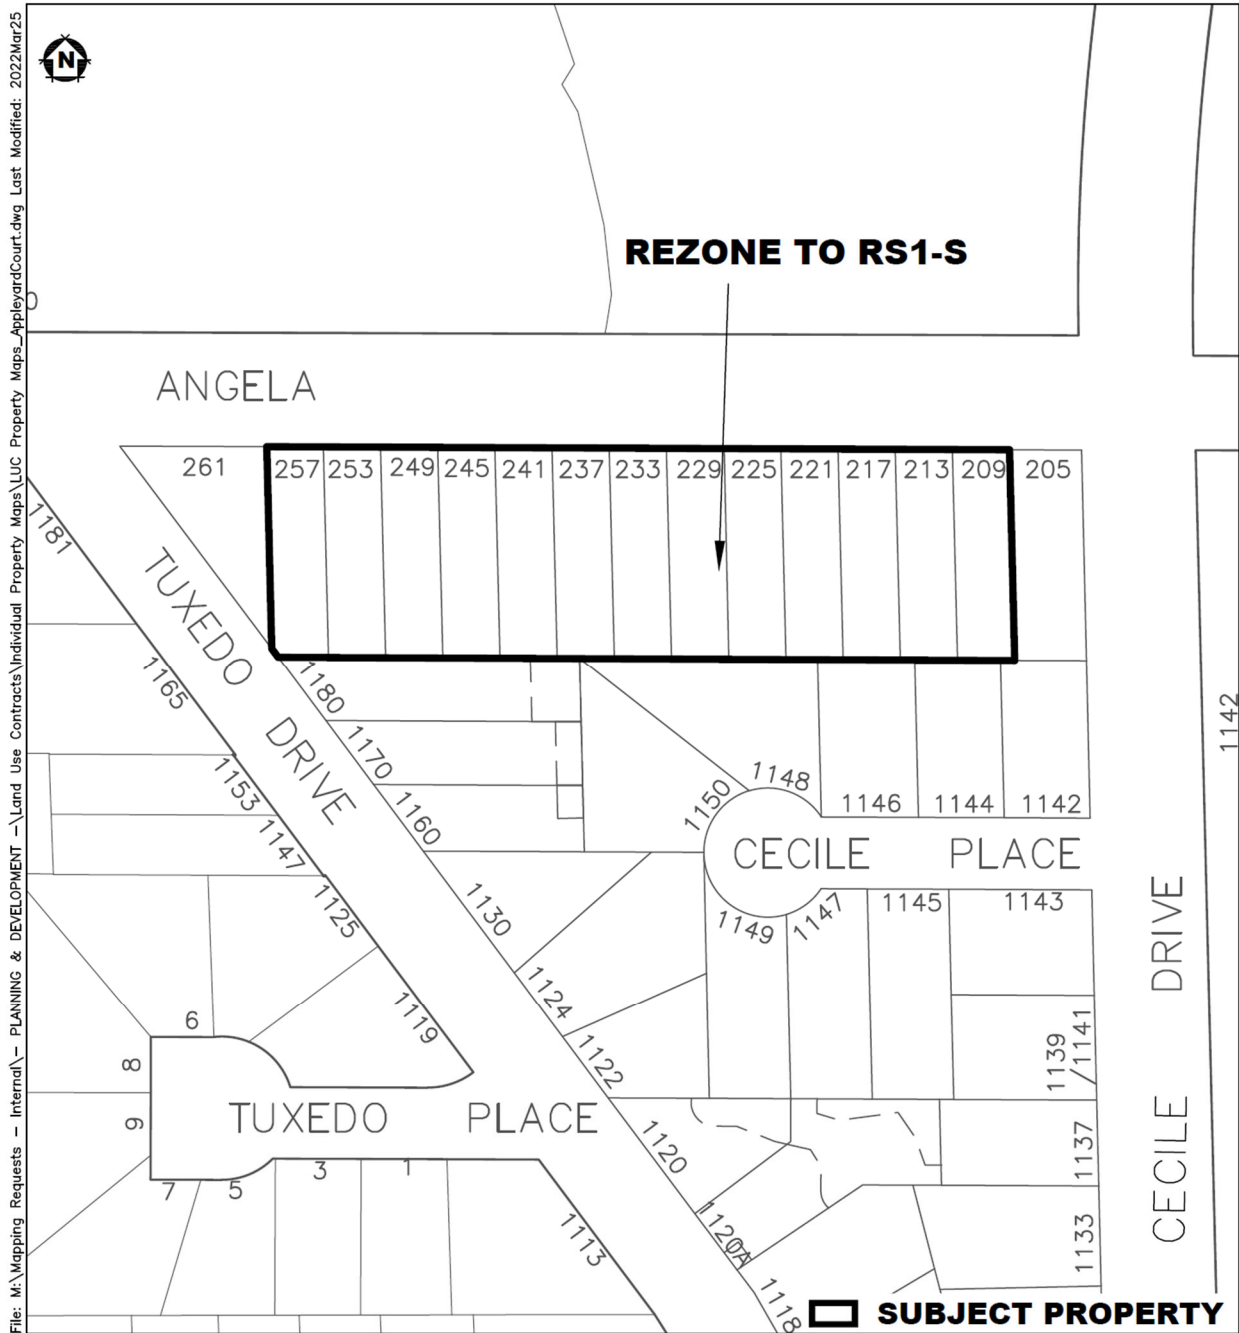 File: M:\Mapping Requests - Internal\- PLANNING & DEVELOPMENT -\Land Use Contracts\Individual Property Maps\LUC Property Maps_AppleyardCourt.dwg Last Modified: 2022Mar25
N
REZONE TO RS1-S
0
ANGELA
261 257 253 249 245 241 237 233 229 225 221 217 213 209 205
1181
TUXEDO DRIVE
1165
1153
1147
1125
1119
1180
1170
1160
1130
1124
1122
1120
1120A
1118
1142
1150
1148
1146 1144 1142
CECILE PLACE
1149 1147 1145 1143
CECILE DRIVE
1139
/1141
1137
1133
6
8
9
TUXEDO PLACE
7 5 3 1
1113
SUBJECT PROPERTY